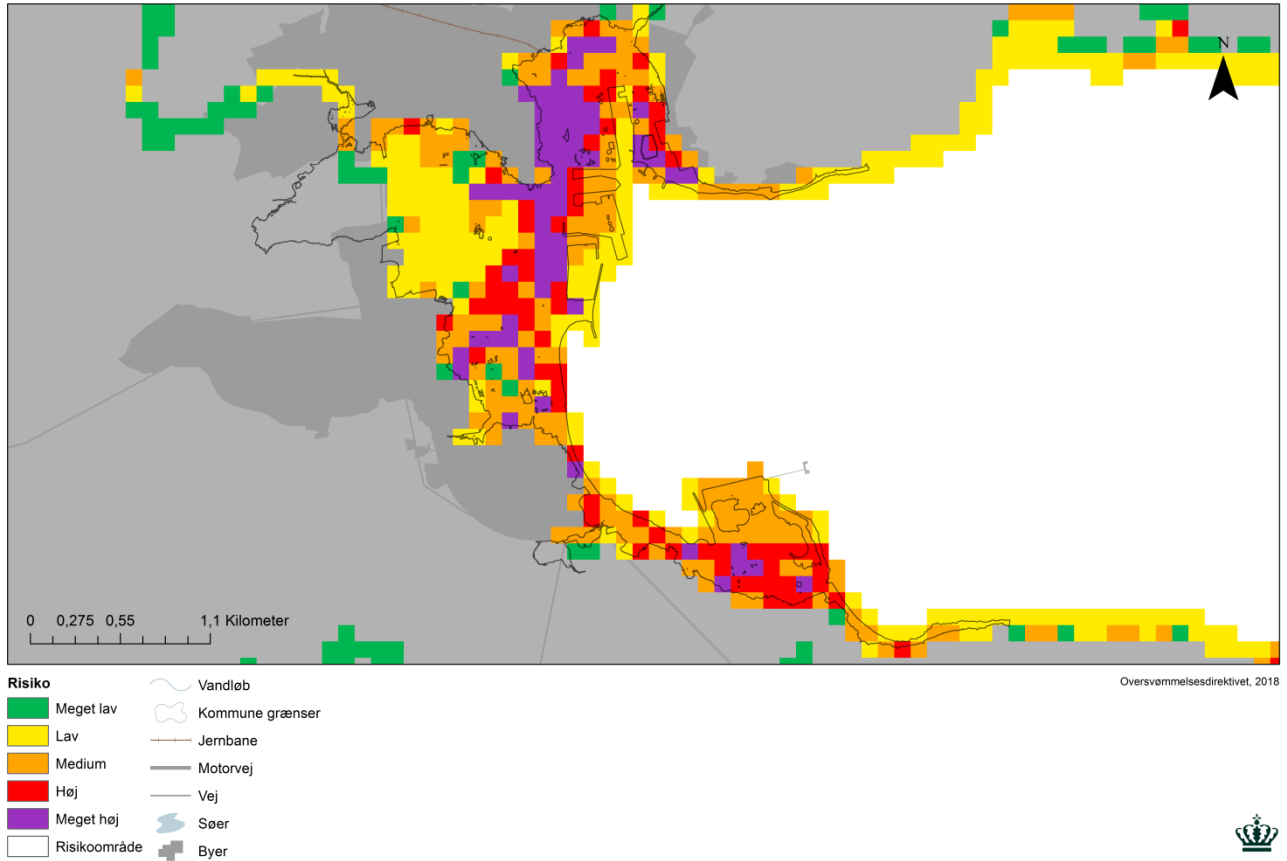 N
0 0,275 0,55 1,1 Kilometer
Oversvømmelsesdirektivet, 2018
Risiko
Meget lav
Lav
Medium
Høj
Meget høj
Risikoområde
Vandløb
Kommune grænser
Jernbane
Motorvej
Vej
Søer
Byer